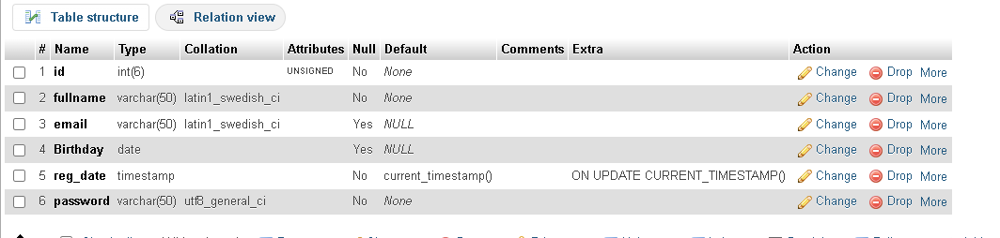 Table structure Relation view
# Name Type Collation Attributes Null Default Comments Extra Action
1 id int(6) UNSIGNED No None Change Drop More
2 fullname varchar(50) latin1_swedish_ci No None Change Drop More
3 email varchar(50) latin1_swedish_ci Yes NULL Change Drop More
4 Birthday date Yes NULL Change Drop More
5 reg_date timestamp No current_timestamp() ON UPDATE CURRENT_TIMESTAMP() Change Drop More
6 password varchar(50) utf8_general_ci No None Change Drop More